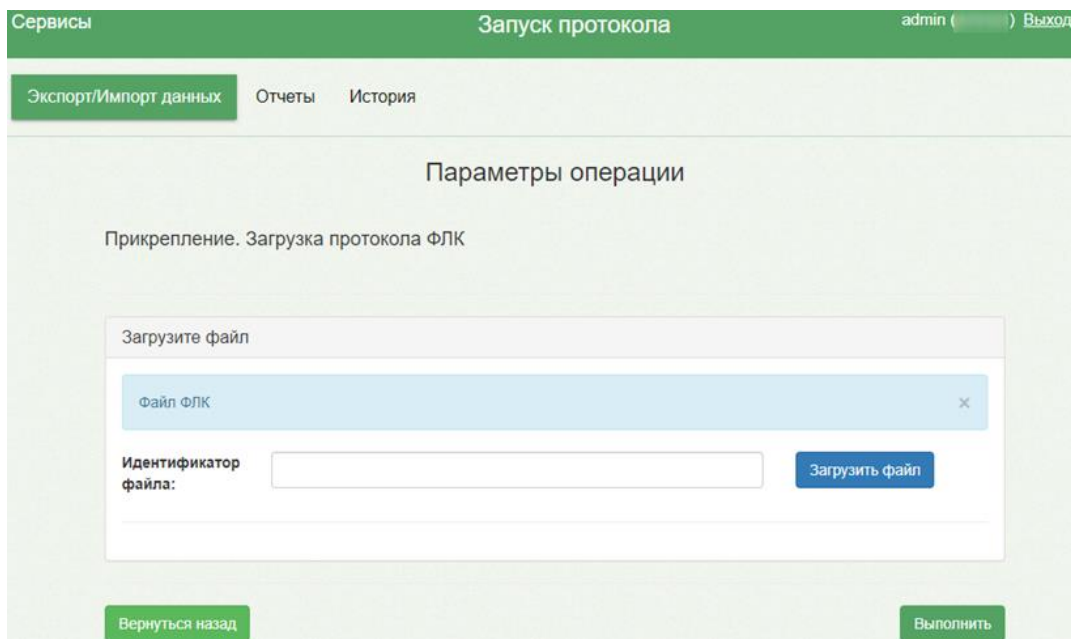 Сервисы Запуск протокола admin ( ) Выход
Экспорт/Импорт данных Отчеты История
Параметры операции
Прикрепление. Загрузка протокола ФЛК
Загрузите файл
Файл ФЛК ×
Идентификатор
файла:
Загрузить файл
Вернуться назад Выполнить